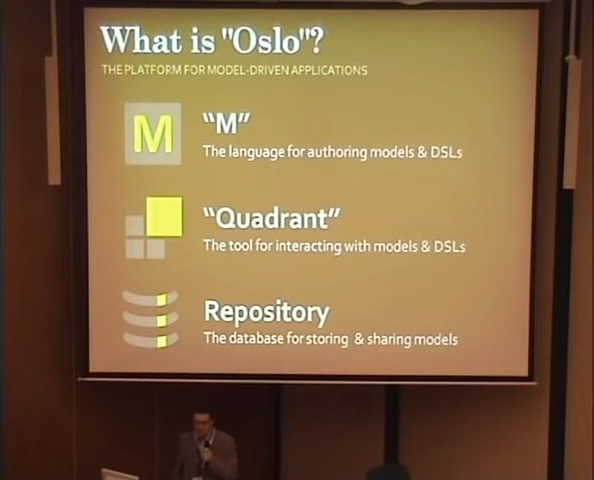 What is "Oslo"?
THE PLATFORM FOR MODEL-DRIVEN APPLICATIONS
M
“M”
The language for authoring models & DSLs
“Quadrant”
The tool for interacting with models & DSLs
Repository
The database for storing & sharing models